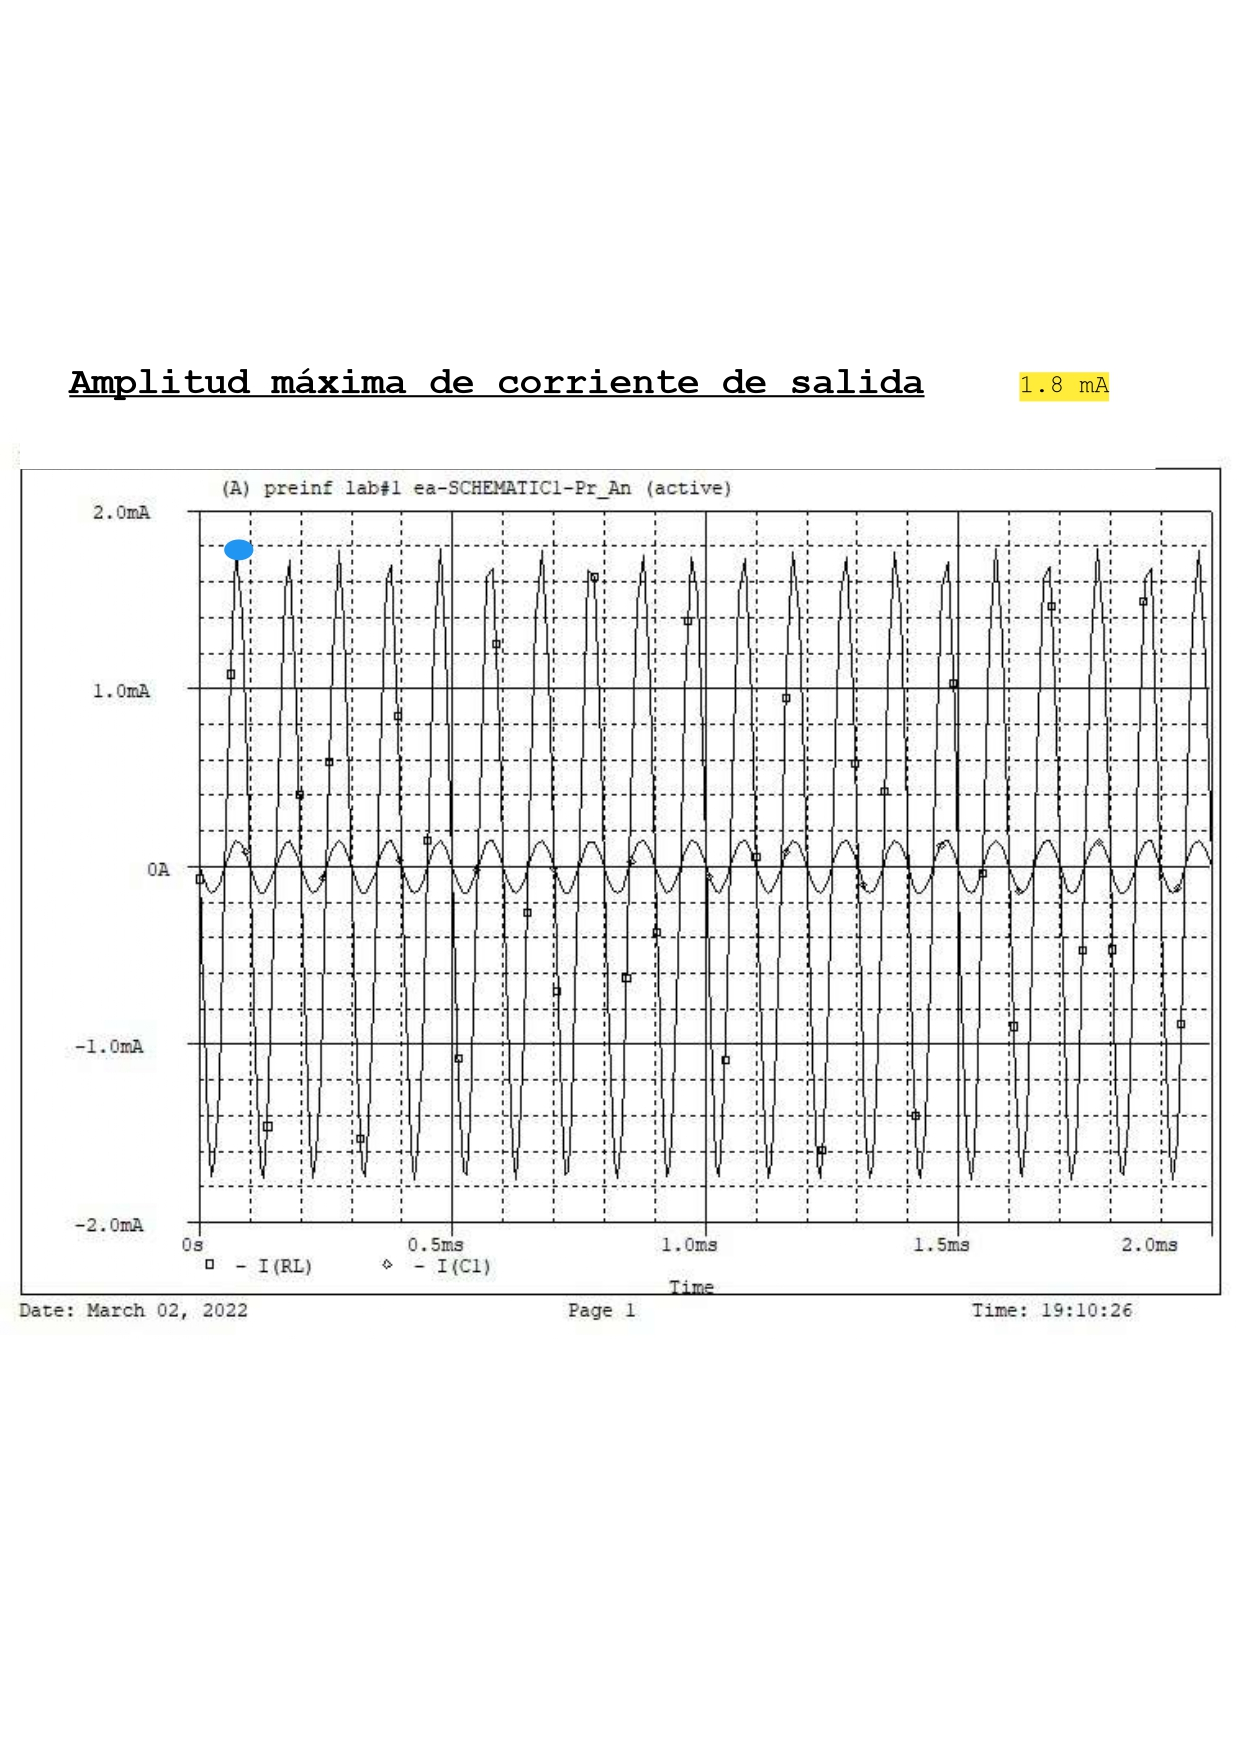 Amplitud máxima de corriente de salida 1.8 mA
(A) preinf lab#1 ea-SCHEMATIC1-Pr_An (active)
2.0mA
1.0mA
0A
-1.0mA
-2.0mA
0s 0.5ms 1.0ms 1.5ms 2.0ms
- I(RL) - I(C1)
Time
Date: March 02, 2022 Page 1 Time: 19:10:26